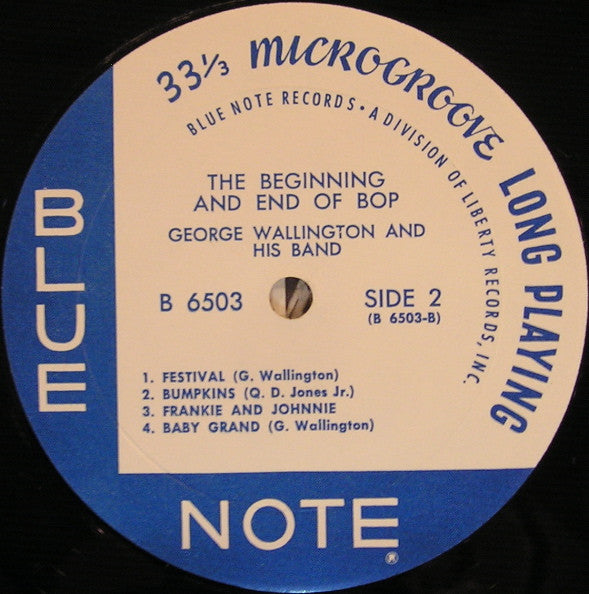 33⅓ MICROGROOVE LONG PLAYING
BLUE NOTE RECORDS • A DIVISION OF LIBERTY RECORDS, INC.
THE BEGINNING
AND END OF BOP
GEORGE WALLINGTON AND
HIS BAND
B 6503
SIDE 2
(B 6503-B)
1. FESTIVAL (G. Wallington)
2. BUMPKINS (Q. D. Jones Jr.)
3. FRANKIE AND JOHNNIE
4. BABY GRAND (G. Wallington)
BLUE
NOTE®